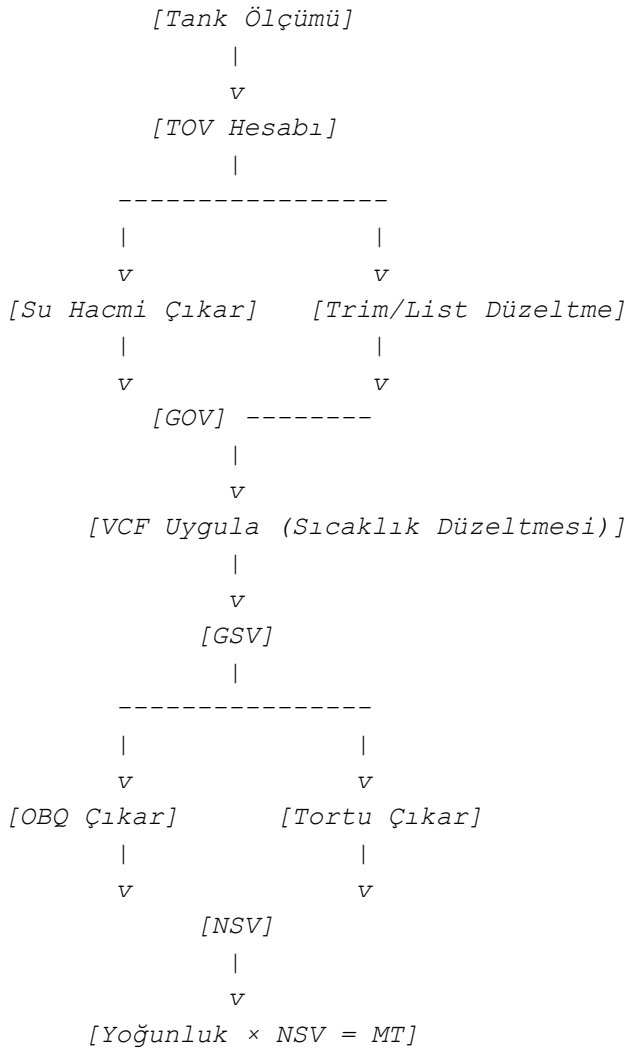 [Tank Ölçümü]
|
v
[TOV Hesabı]
|
-----------------
| |
v v
[Su Hacmi Çıkar] [Trim/List Düzeltme]
| |
v v
[GOV] --------
|
v
[VCF Uygula (Sıcaklık Düzeltmesi)]
|
v
[GSV]
|
----------------
| |
v v
[OBQ Çıkar] [Tortu Çıkar]
| |
v v
[NSV]
|
v
[Yoğunluk × NSV = MT]